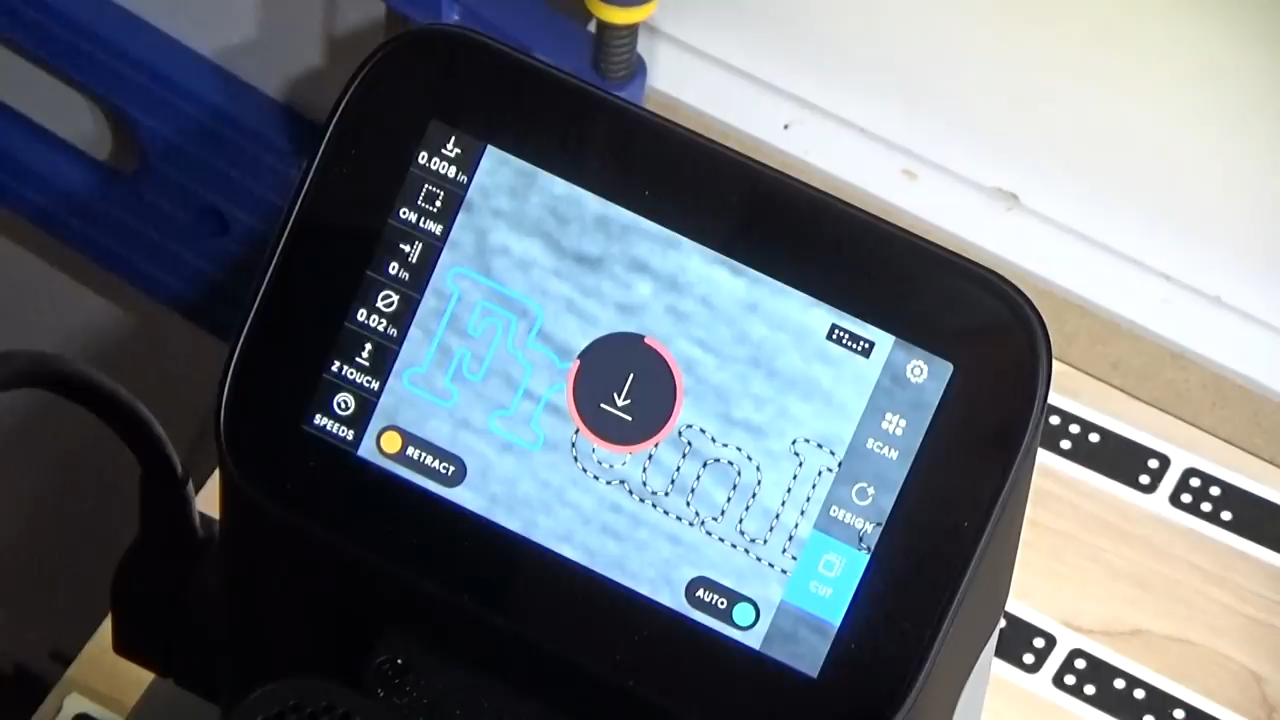 0.008 in
ON LINE
0 in
0.02 in
Z TOUCH
SPEEDS
RETRACT
AUTO
SCAN
DESIGN
CUT